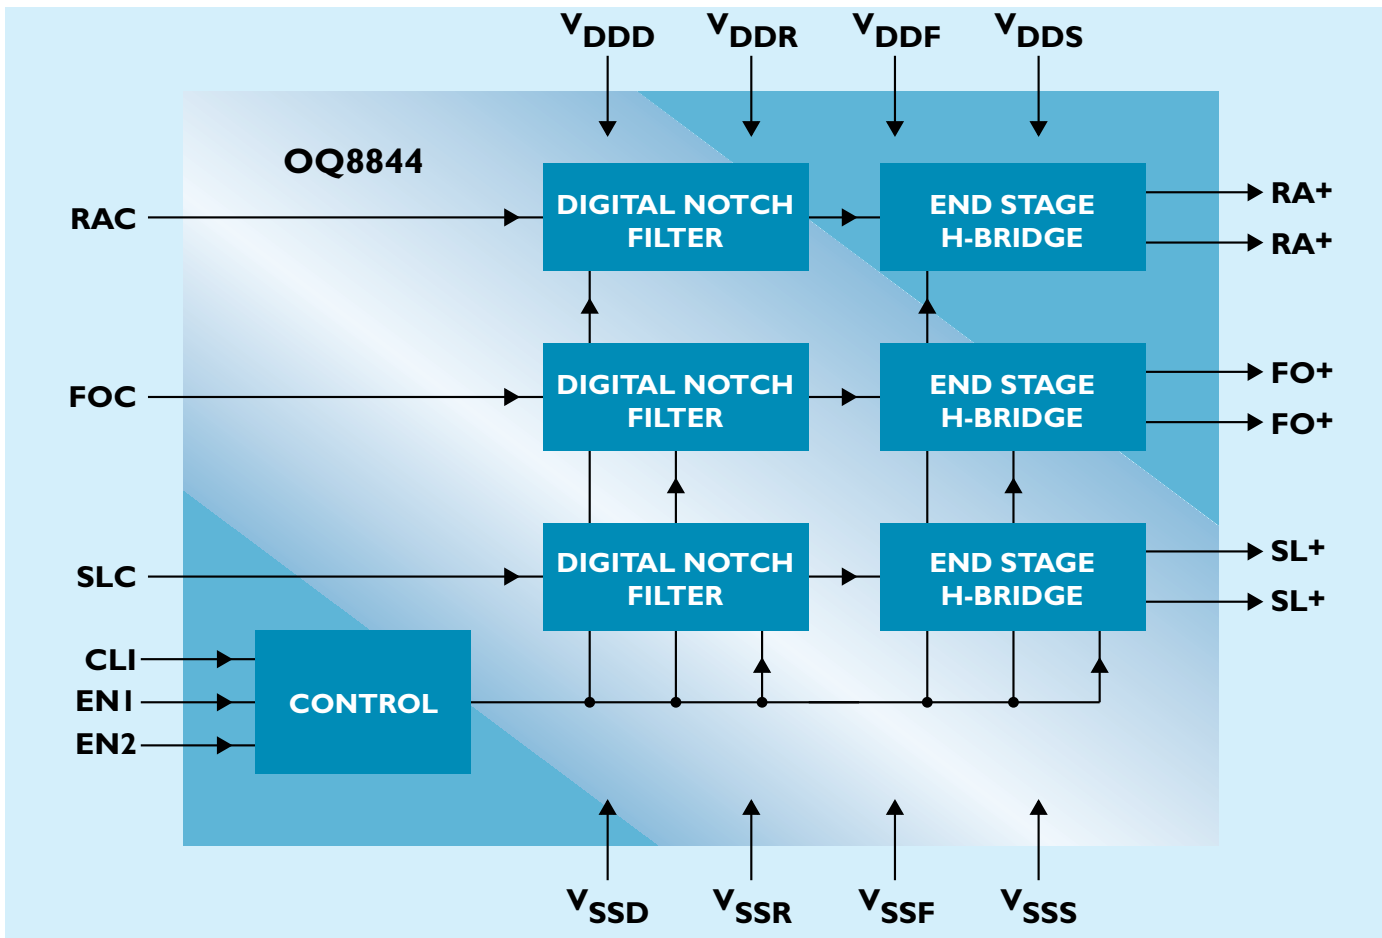 VDDD VDDR VDDF VDDS
OQ8844
RAC
DIGITAL NOTCH
FILTER
END STAGE
H-BRIDGE
RA+
RA+
FOC
DIGITAL NOTCH
FILTER
END STAGE
H-BRIDGE
FO+
FO+
SLC
DIGITAL NOTCH
FILTER
END STAGE
H-BRIDGE
SL+
SL+
CLI
EN1
EN2
CONTROL
VSSD VSSR VSSF VSSS